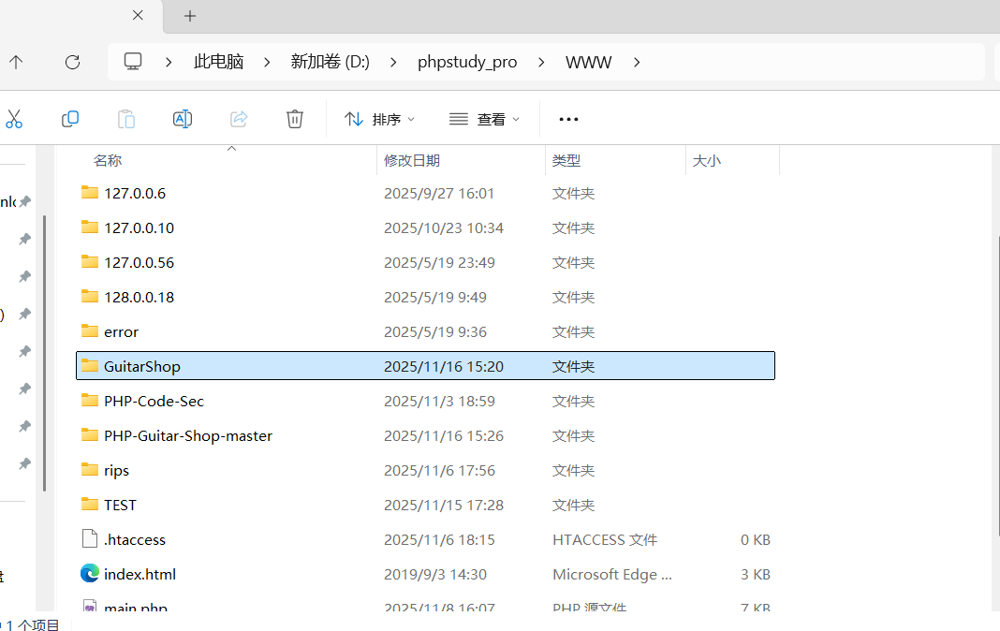 此电脑 新加卷 (D:) phpstudy_pro WWW
排序 查看
名称 修改日期 类型 大小
127.0.0.6 2025/9/27 16:01 文件夹
127.0.0.10 2025/10/23 10:34 文件夹
127.0.0.56 2025/5/19 23:49 文件夹
128.0.0.18 2025/5/19 9:49 文件夹
error 2025/5/19 9:36 文件夹
GuitarShop 2025/11/16 15:20 文件夹
PHP-Code-Sec 2025/11/3 18:59 文件夹
PHP-Guitar-Shop-master 2025/11/16 15:26 文件夹
rips 2025/11/6 17:56 文件夹
TEST 2025/11/15 17:28 文件夹
.htaccess 2025/11/6 18:15 HTACCESS 文件 0 KB
index.html 2019/9/3 14:30 Microsoft Edge ... 3 KB
main.php 2025/11/8 16:07 PHP 源文件 7 KB
1 个项目